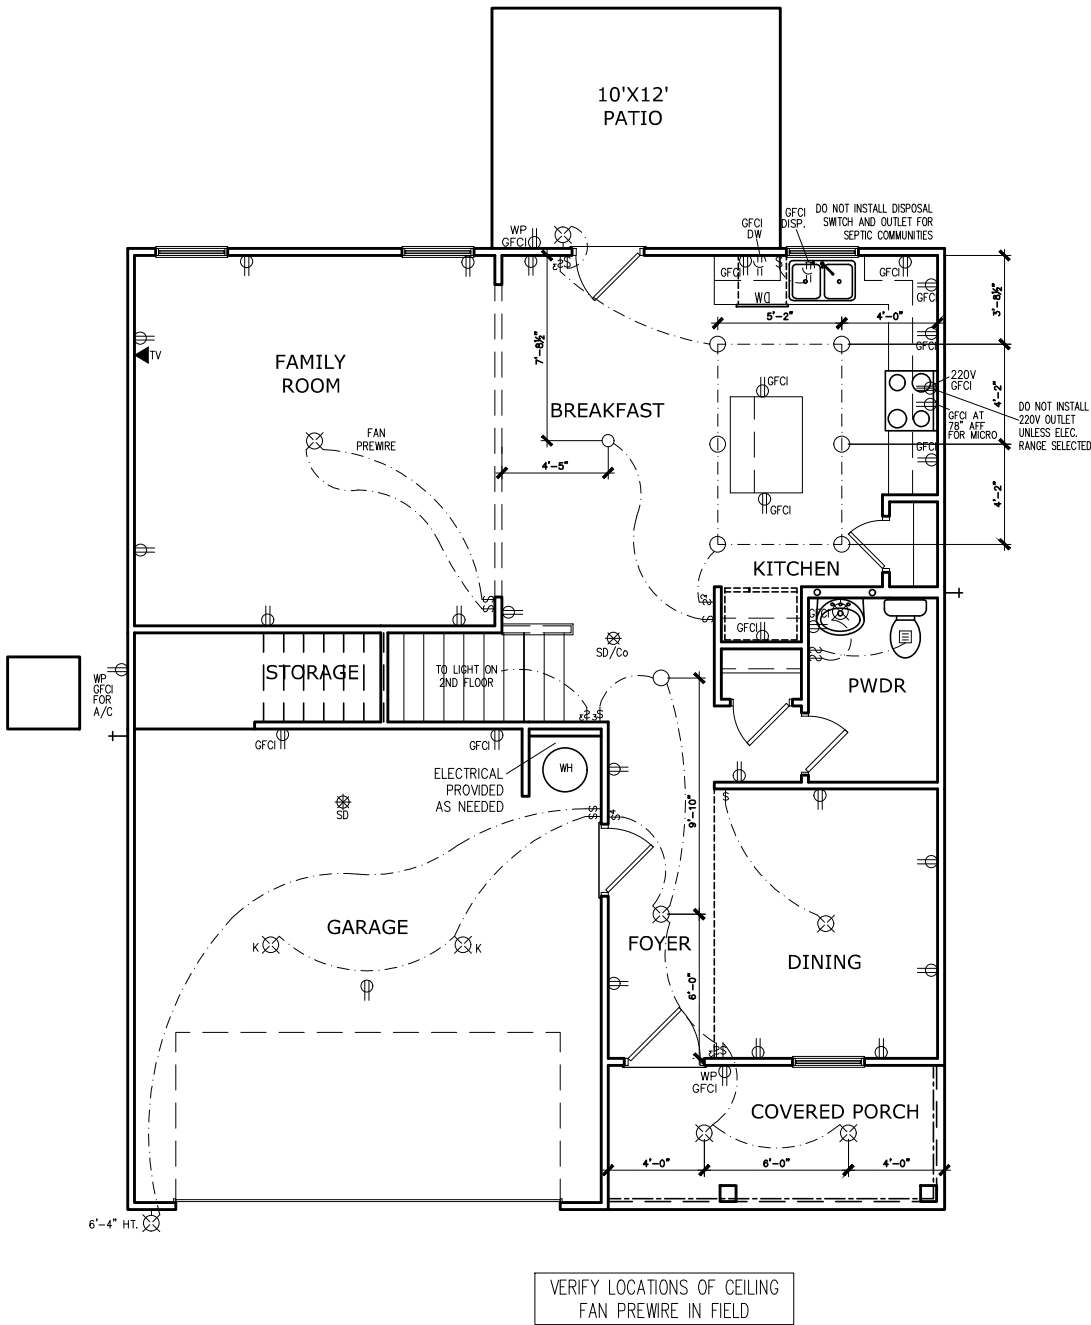 10'X12'
PATIO
WP
GFCI
GFCI
DW
GFCI
DISP.
DO NOT INSTALL DISPOSAL
SWITCH AND OUTLET FOR
SEPTIC COMMUNITIES
GFCI
GFCI
GFCI
DW
5'-2"
4'-0"
3'-8½"
7'-8½"
GFCI
TV
FAMILY
ROOM
BREAKFAST
GFCI
220V
GFCI
4'-2"
GFCI AT
78" AFF
FOR MICRO
DO NOT INSTALL
220V OUTLET
UNLESS ELEC.
RANGE SELECTED
FAN
PREWIRE
GFCI
4'-5"
4'-2"
GFCI
KITCHEN
GFCI
GFCI
SD/Co
WP
GFCI
FOR
A/C
STORAGE
TO LIGHT ON
2ND FLOOR
PWDR
GFCI
GFCI
WH
ELECTRICAL
PROVIDED
AS NEEDED
SD
9'-10"
GARAGE
K
K
FOYER
DINING
6'-0"
WP
GFCI
COVERED PORCH
4'-0"
6'-0"
4'-0"
6'-4" HT.
VERIFY LOCATIONS OF CEILING
FAN PREWIRE IN FIELD